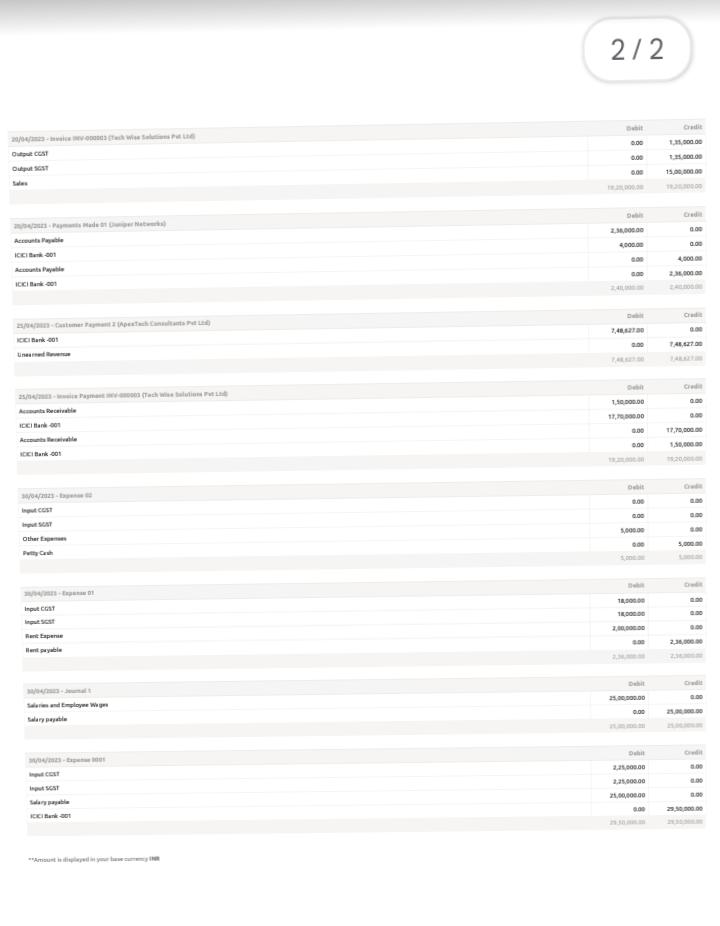 2 / 2
20/04/2023 - Invoice INV-000003 (Tech Wise Solutions Pvt Ltd) Debit Credit
Output CGST 0.00 1,35,000.00
Output SGST 0.00 1,35,000.00
Sales 0.00 15,00,000.00
19,20,000.00 19,20,000.00
20/04/2023 - Payments Made 01 (Juniper Networks) Debit Credit
Accounts Payable 2,36,000.00 0.00
ICICI Bank -001 4,000.00 0.00
Accounts Payable 0.00 4,000.00
ICICI Bank -001 0.00 2,36,000.00
2,40,000.00 2,40,000.00
25/04/2023 - Customer Payment 2 (ApexTech Consultants Pvt Ltd) Debit Credit
ICICI Bank -001 7,48,627.00 0.00
Unearned Revenue 0.00 7,48,627.00
7,48,627.00 7,48,627.00
25/04/2023 - Invoice Payment INV-000003 (Tech Wise Solutions Pvt Ltd) Debit Credit
Accounts Receivable 1,50,000.00 0.00
ICICI Bank -001 17,70,000.00 0.00
Accounts Receivable 0.00 17,70,000.00
ICICI Bank -001 0.00 1,50,000.00
19,20,000.00 19,20,000.00
30/04/2023 - Expense 02 Debit Credit
Input CGST 0.00 0.00
Input SGST 0.00 0.00
Other Expenses 5,000.00 0.00
Petty Cash 0.00 5,000.00
5,000.00 5,000.00
30/04/2023 - Expense 01 Debit Credit
Input CGST 18,000.00 0.00
Input SGST 18,000.00 0.00
Rent Expense 2,00,000.00 0.00
Rent payable 0.00 2,36,000.00
2,36,000.00 2,36,000.00
30/04/2023 - Journal 1 Debit Credit
Salaries and Employee Wages 25,00,000.00 0.00
Salary payable 0.00 25,00,000.00
25,00,000.00 25,00,000.00
30/04/2023 - Expense 0001 Debit Credit
Input CGST 2,25,000.00 0.00
Input SGST 2,25,000.00 0.00
Salary payable 25,00,000.00 0.00
ICICI Bank -001 0.00 29,50,000.00
29,50,000.00 29,50,000.00
**Amount is displayed in your base currency INR